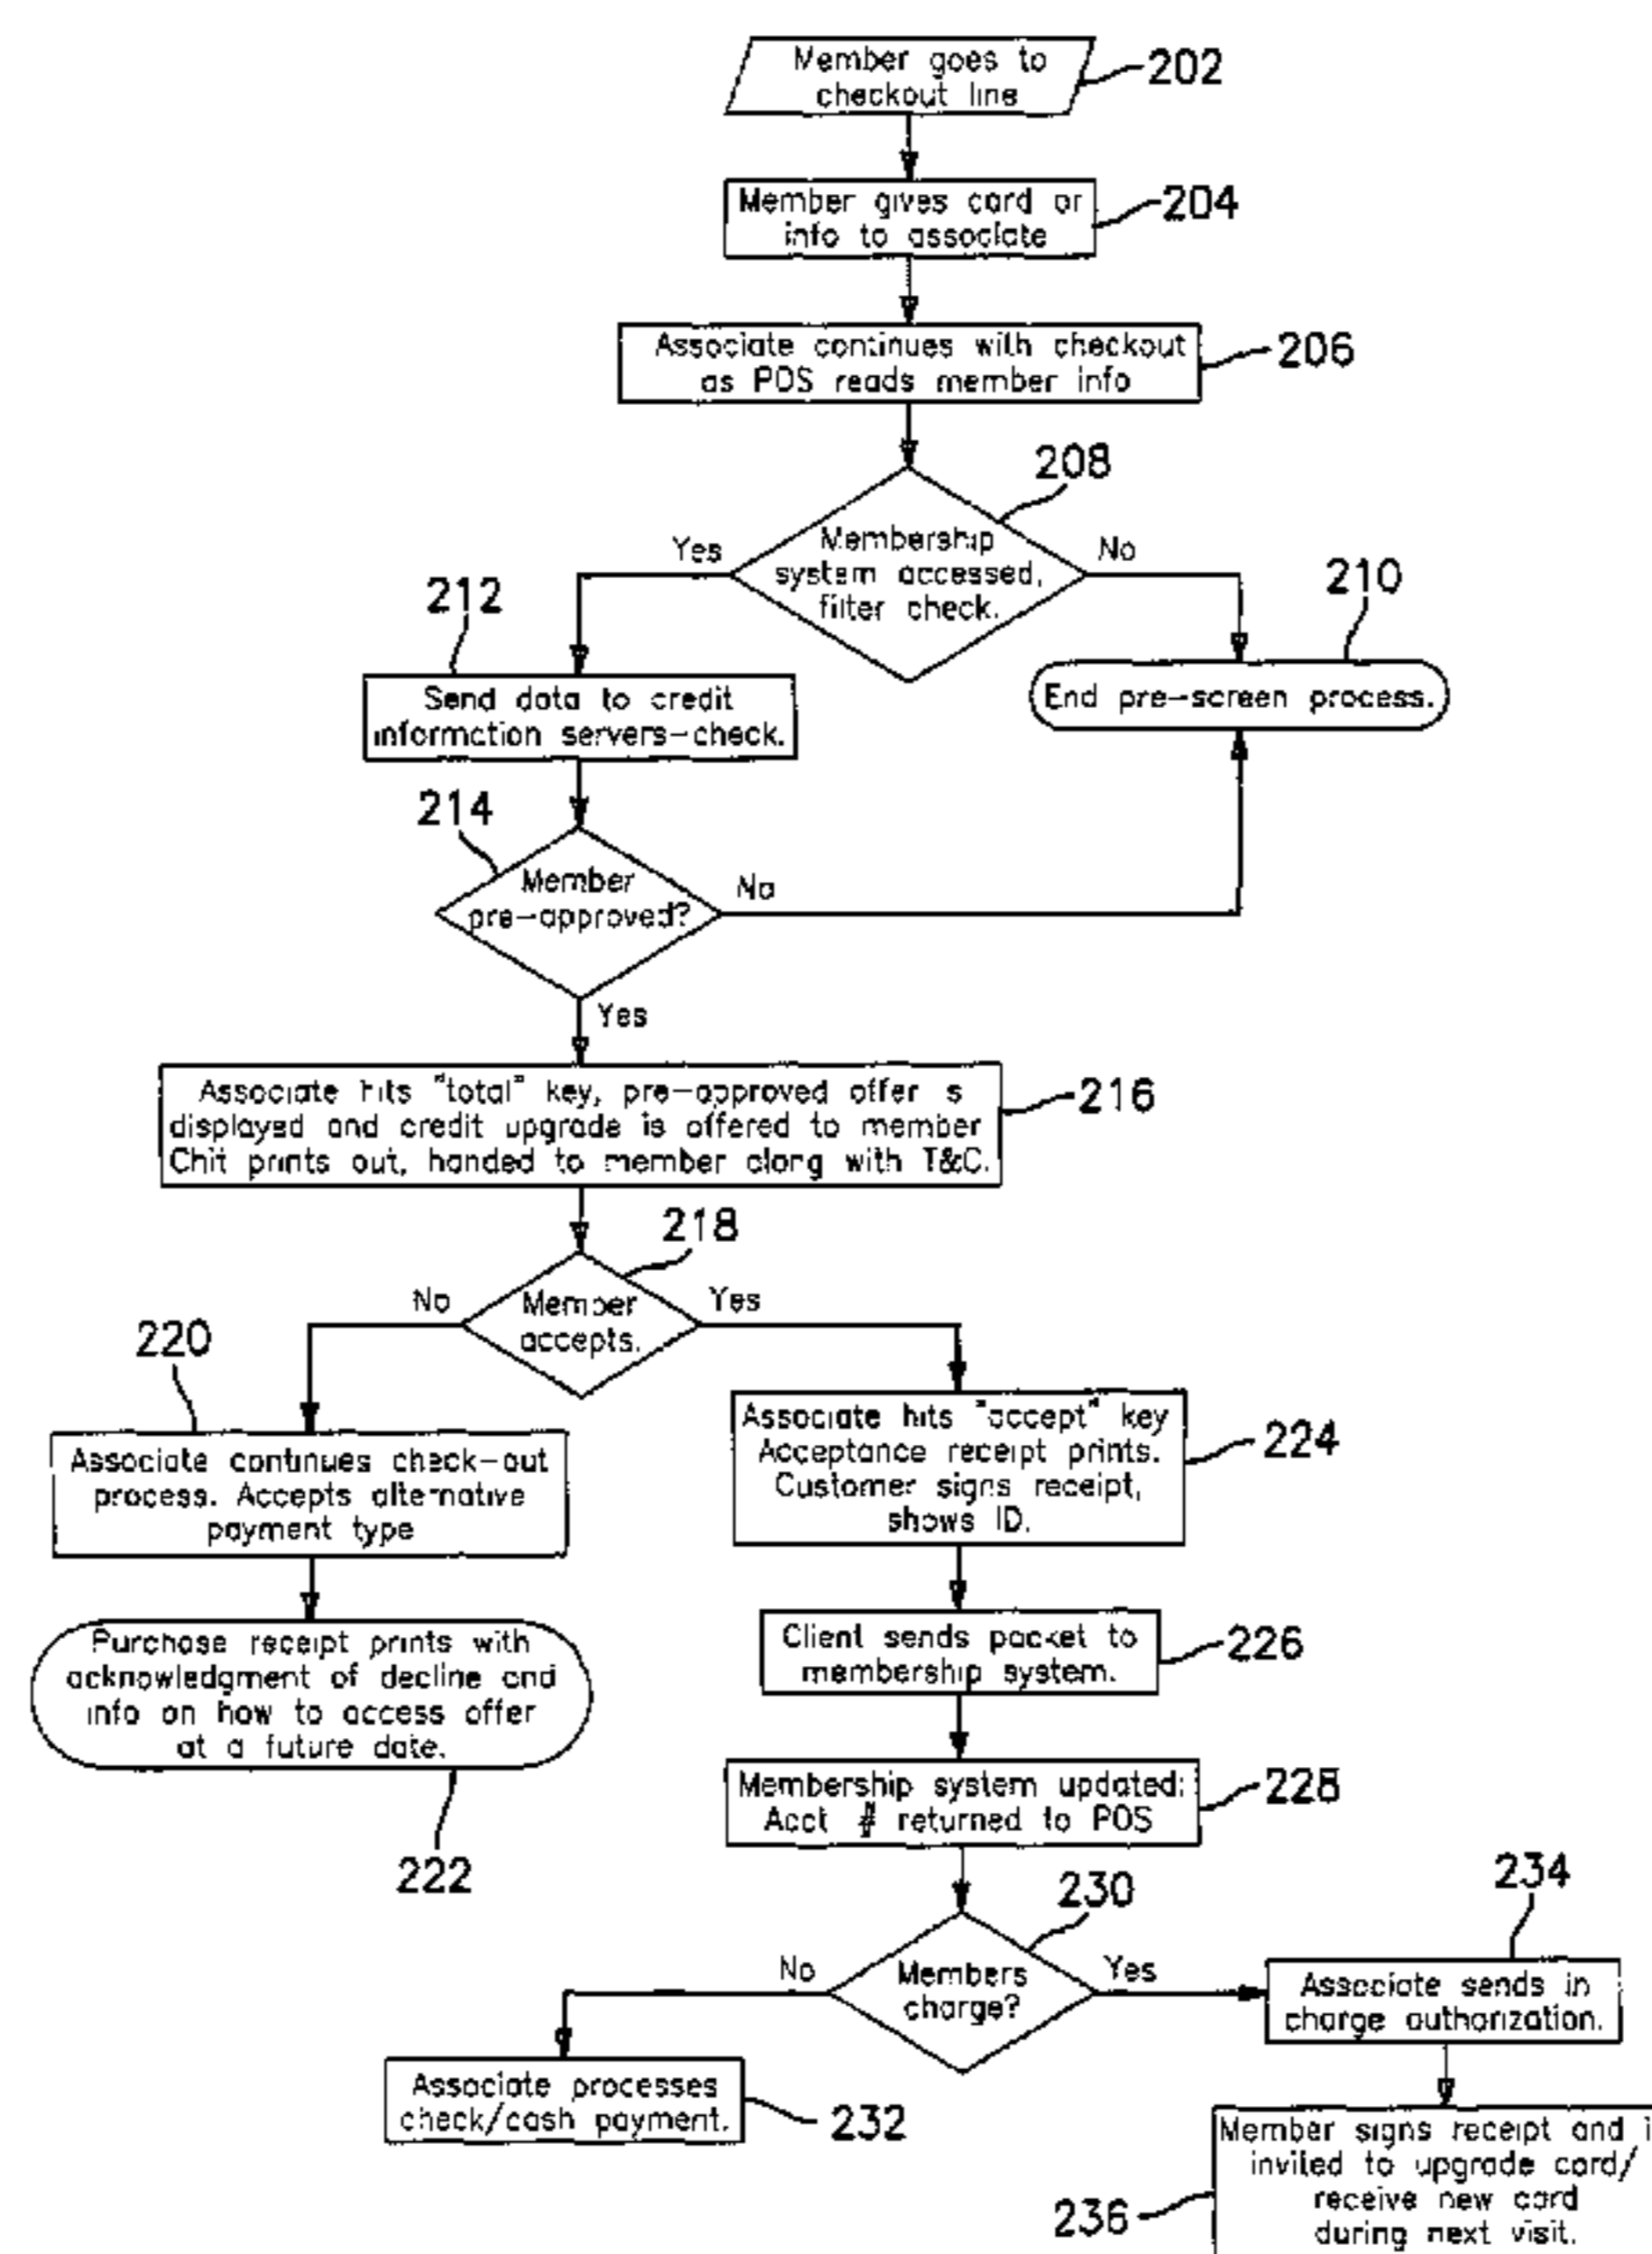 Member goes to
checkout line
202
Member gives card or
info to associate
204
Associate continues with checkout
as POS reads member info
206
208
Membership
system accessed,
filter check.
Yes
No
210
End pre-screen process.
212
Send data to credit
information servers-check.
214
Member
pre-approved?
No
Yes
Associate hits "total" key, pre-approved offer s
displayed and credit upgrade is offered to member
Chit prints out, handed to member along with T&C.
216
218
Member
accepts.
No
Yes
220
Associate continues check-out
process. Accepts alternative
payment type
Purchase receipt prints with
acknowledgment of decline and
info on how to access offer
at a future date.
222
Associate hits "accept" key
Acceptance receipt prints.
Customer signs receipt,
shows ID.
224
Client sends packet to
membership system.
226
Membership system updated:
Acct # returned to POS
228
230
Members
charge?
No
Yes
Associate processes
check/cash payment.
232
234
Associate sends in
charge authorization.
Member signs receipt and i
invited to upgrade card/
receive new card
during next visit.
236